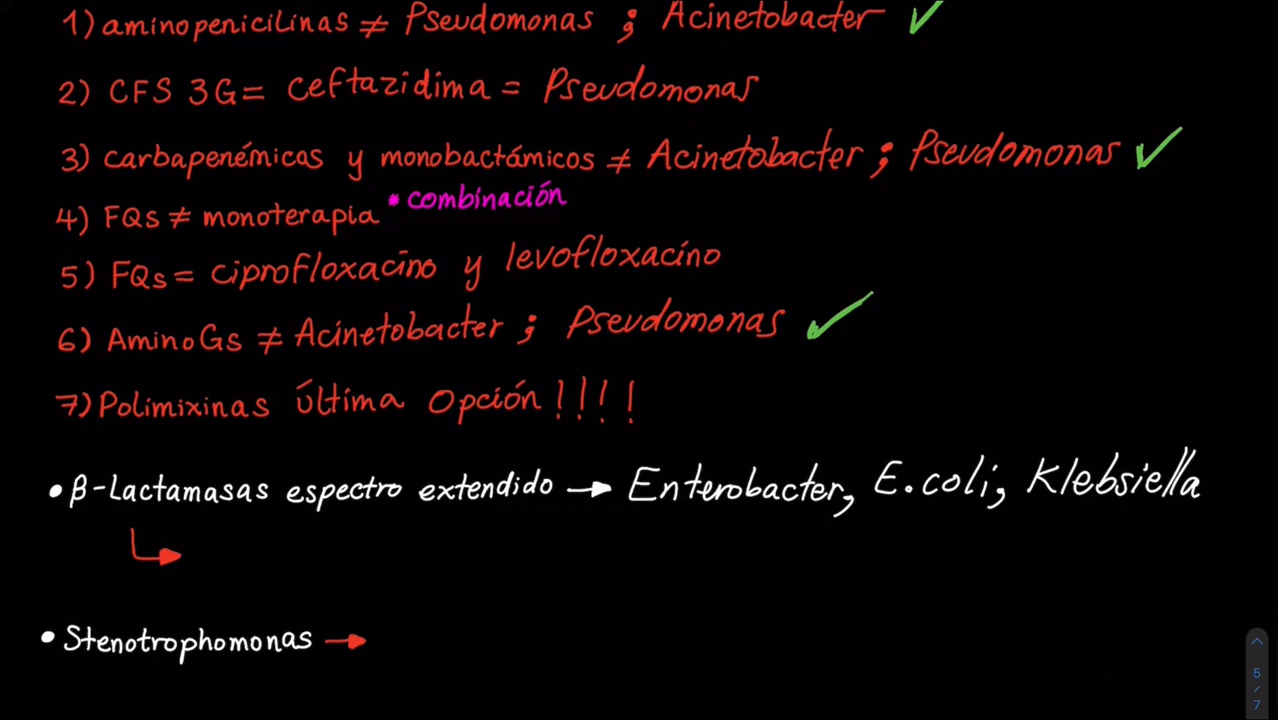 1) aminopenicilinas ≠ Pseudomonas ; Acinetobacter ✓
2) CFS 3G = Ceftazidima = Pseudomonas
3) carbapenémicos y monobactámicos ≠ Acinetobacter ; Pseudomonas ✓
4) FQs ≠ monoterapia * combinación
5) FQs = ciprofloxacino y levofloxacino
6) AminoGs ≠ Acinetobacter ; Pseudomonas ✓
7) Polimixinas última opción !!!!
• β-Lactamasas espectro extendido → Enterobacter, E.coli, Klebsiella
• Stenotrophomonas →
5
/
7